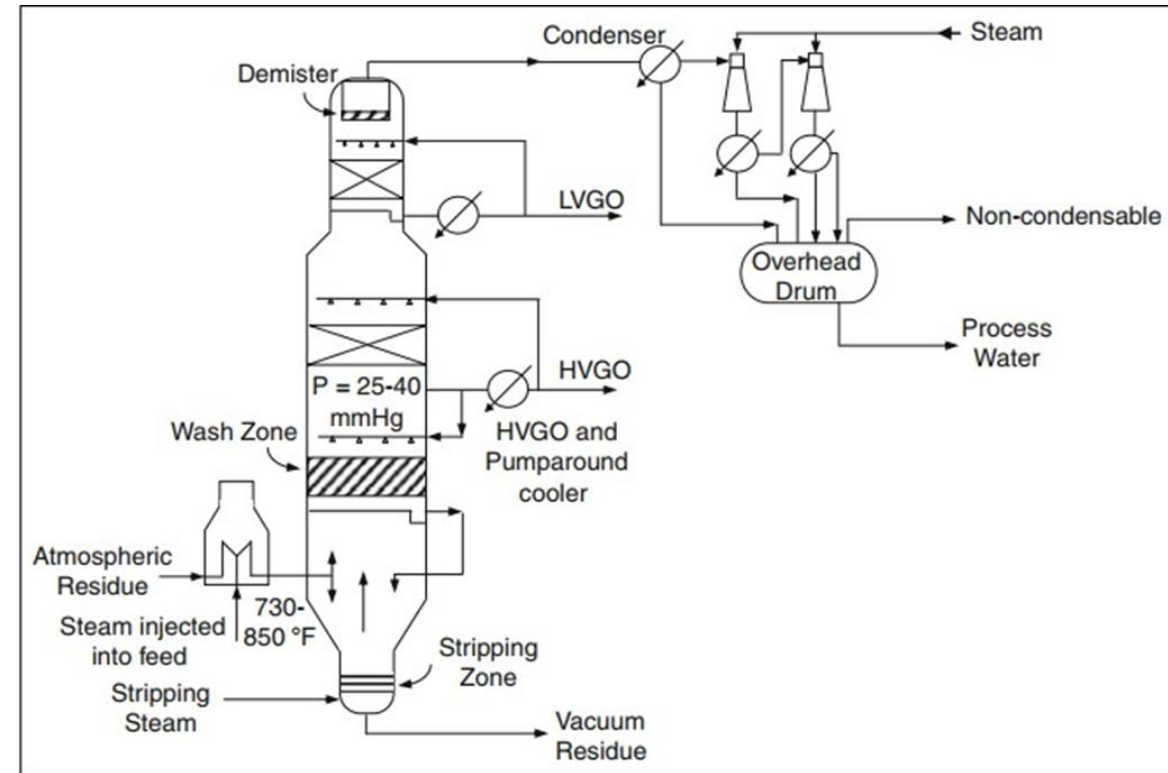 Condenser
Steam
Demister
LVGO
Non-condensable
Overhead
Drum
Process
Water
HVGO
P = 25-40
mmHg
HVGO and
Pumparound
cooler
Wash Zone
Atmospheric
Residue
730-
850 °F
Steam injected
into feed
Stripping
Zone
Stripping
Steam
Vacuum
Residue